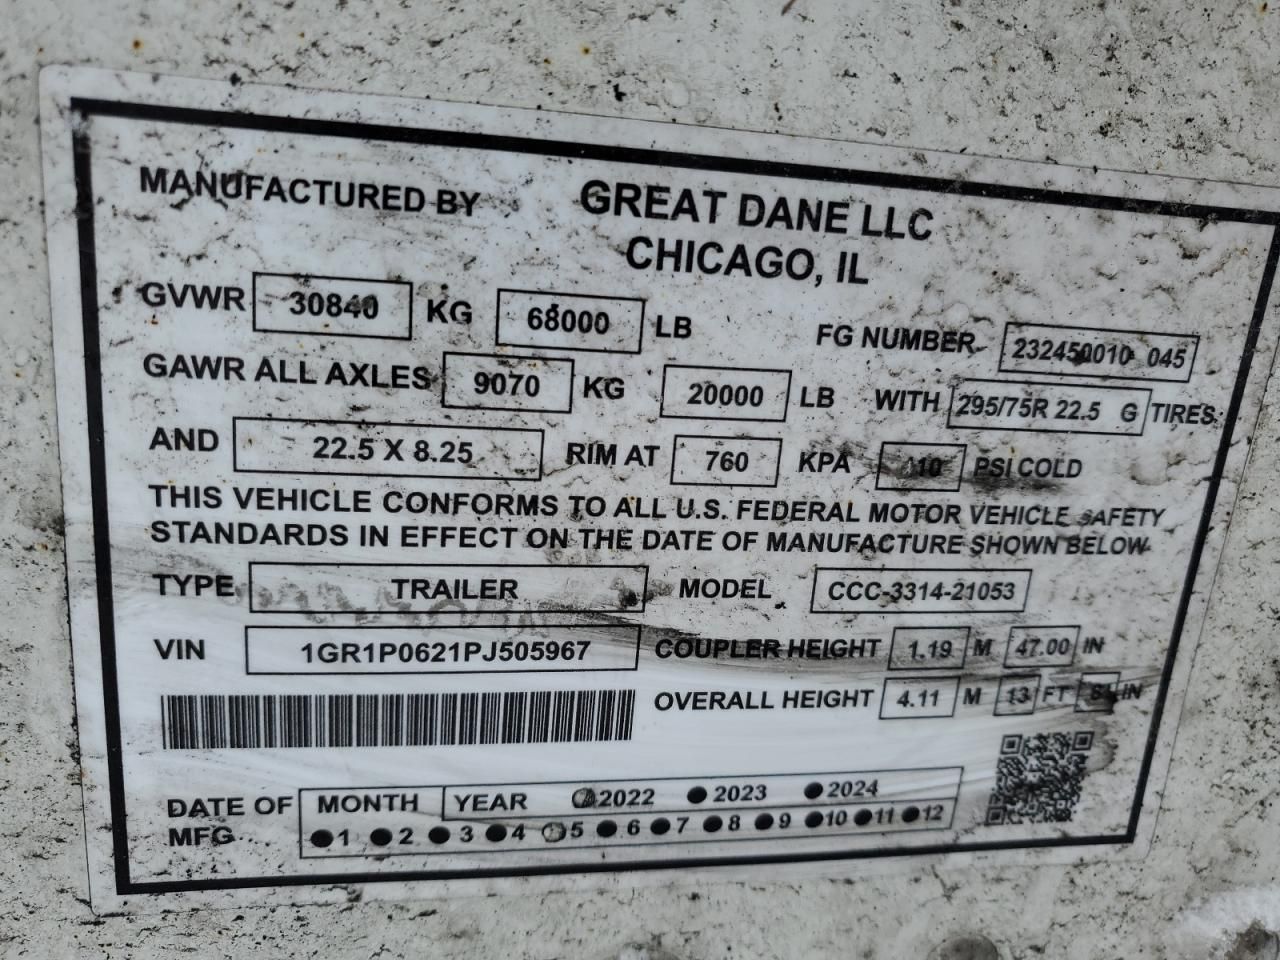 MANUFACTURED BY GREAT DANE LLC
CHICAGO, IL
GVWR 30840 KG 68000 LB FG NUMBER 232450010 045
GAWR ALL AXLES 9070 KG 20000 LB WITH 295/75R 22.5 G TIRES
AND 22.5 X 8.25 RIM AT 760 KPA 110 PSI COLD
THIS VEHICLE CONFORMS TO ALL U.S. FEDERAL MOTOR VEHICLE SAFETY
STANDARDS IN EFFECT ON THE DATE OF MANUFACTURE SHOWN BELOW
TYPE TRAILER MODEL CCC-3314-21053
VIN 1GR1P0621PJ505967 COUPLER HEIGHT 1.19 M 47.00 IN
OVERALL HEIGHT 4.11 M 13 FT IN
DATE OF MFG MONTH YEAR 2022 2023 2024
1 2 3 4 5 6 7 8 9 10 11 12